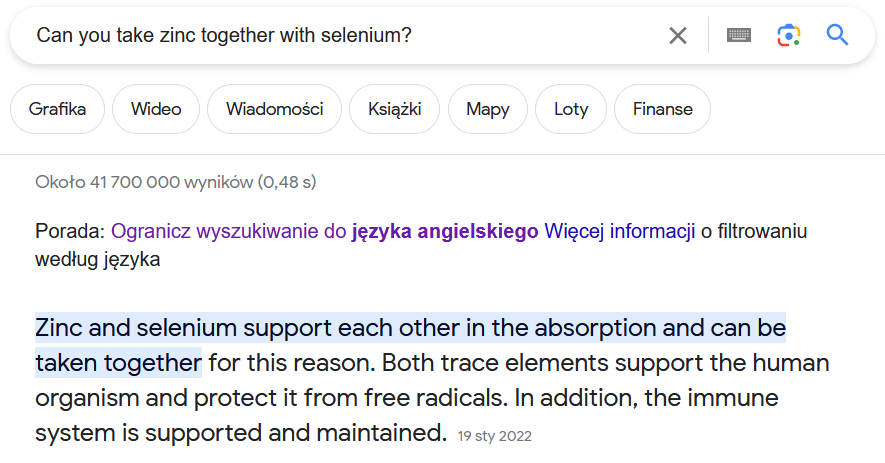 Can you take zinc together with selenium?
Grafika Wideo Wiadomości Książki Mapy Loty Finanse
Około 41 700 000 wyników (0,48 s)
Porada: Ogranicz wyszukiwanie do języka angielskiego Więcej informacji o filtrowaniu
według języka
Zinc and selenium support each other in the absorption and can be
taken together for this reason. Both trace elements support the human
organism and protect it from free radicals. In addition, the immune
system is supported and maintained. 19 sty 2022